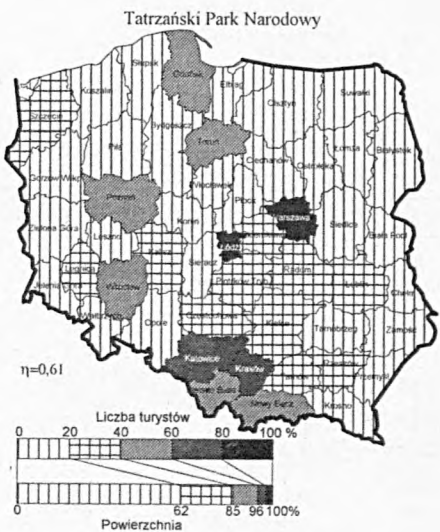 Tatrzański Park Narodowy
Słupsk
Gdańsk
Koszalin
Elbląg
Suwałki
Olsztyn
Szczecin
Bydgoszcz
Toruń
Piła
Łomża
Białystok
Ciechanów
Ostrołęka
Gorzów Wlkp
Włocławek
Poznań
Płock
Warszawa
Konin
Siedlce
Biała Podl
Zielona Góra
Leszno
Kalisz
Łódź
Sieradz
Radom
Legnica
Piotrków Tryb
Lublin
Wrocław
Jelenia Góra
Chełm
Częstochowa
Kielce
Wałbrzych
Opole
Tarnobrzeg
Zamość
Katowice
Kraków
Rzeszów
Tarnów
Przemyśl
Bielsko Biała
Nowy Sącz
Krosno
η=0,61
Liczba turystów
0 20 40 60 80 100 %
0 62 85 96 100%
Powierzchnia